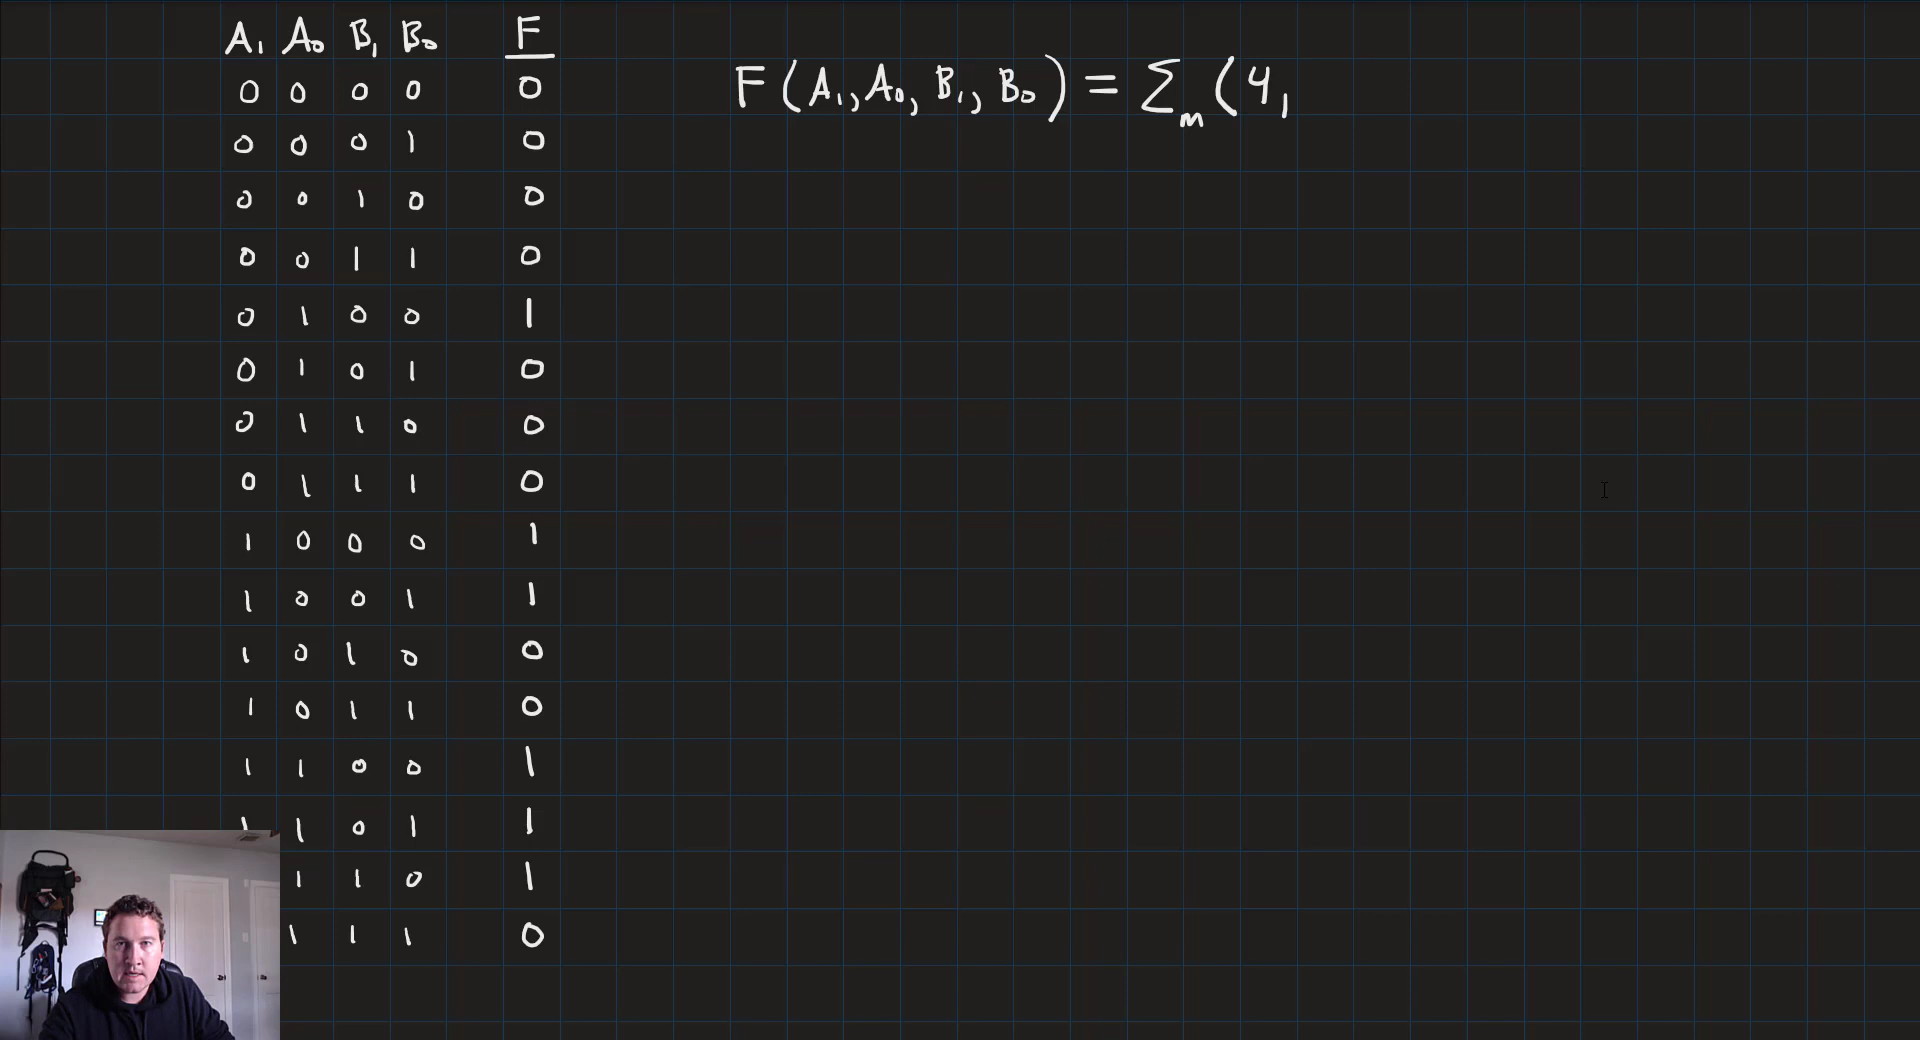 A₁ A₀ B₁ B₀ F
F(A₁, A₀, B₁, B₀) = Σm (4,
0 0 0 0 0
0 0 0 1 0
0 0 1 0 0
0 0 1 1 0
0 1 0 0 1
0 1 0 1 0
0 1 1 0 0
0 1 1 1 0
1 0 0 0 1
1 0 0 1 1
1 0 1 0 0
1 0 1 1 0
1 1 0 0 1
1 1 0 1 1
1 1 0 1
1 1 1 0